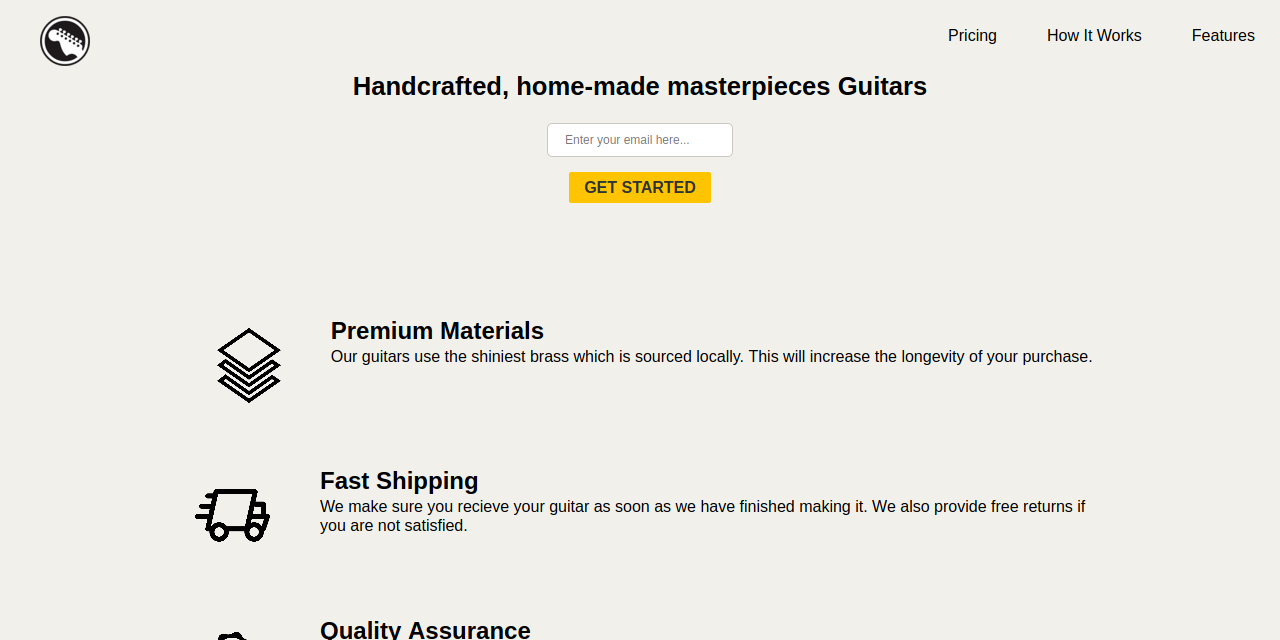 Pricing How It Works Features
Handcrafted, home-made masterpieces Guitars
Enter your email here...
GET STARTED
Premium Materials
Our guitars use the shiniest brass which is sourced locally. This will increase the longevity of your purchase.
Fast Shipping
We make sure you recieve your guitar as soon as we have finished making it. We also provide free returns if
you are not satisfied.
Quality Assurance